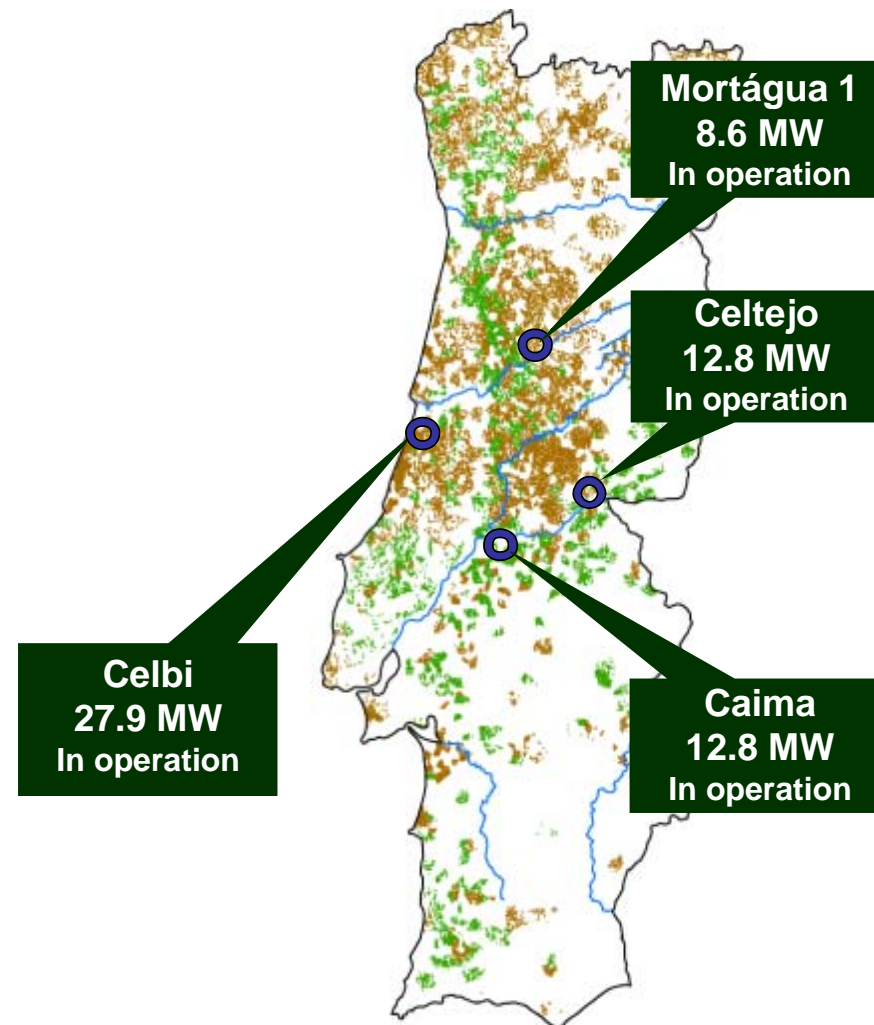 Mortágua 1
8.6 MW
In operation
Celtejo
12.8 MW
In operation
Celbi
27.9 MW
In operation
Caima
12.8 MW
In operation